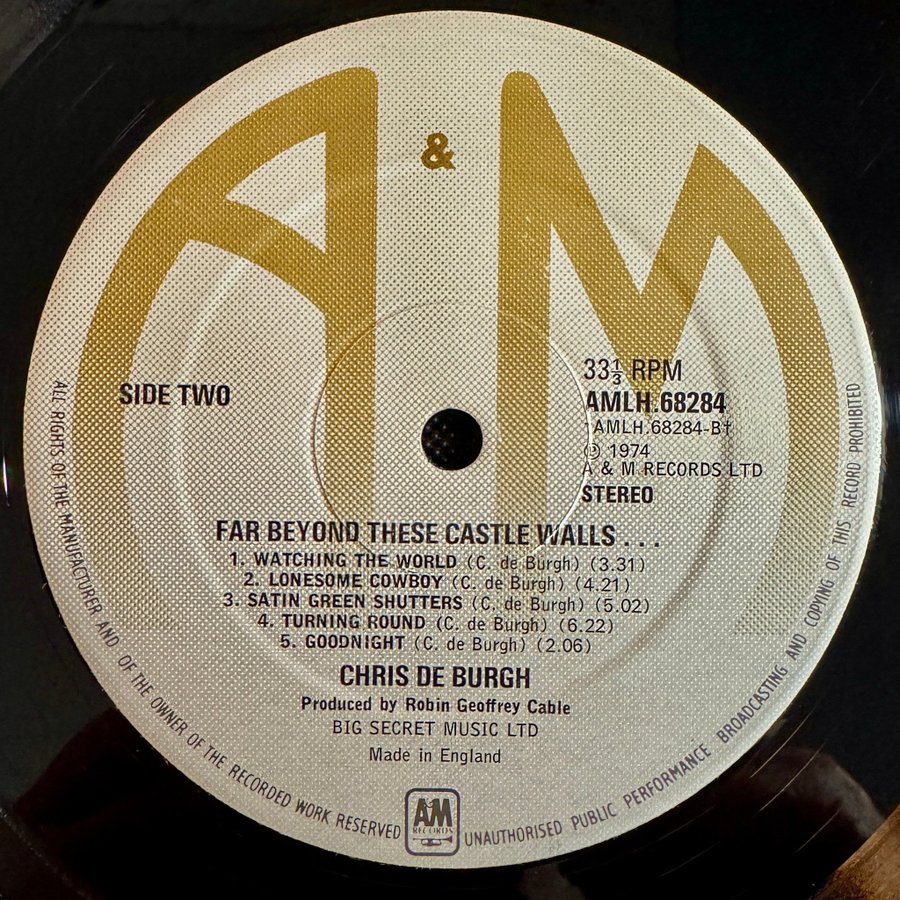 A & M
SIDE TWO
33⅓ RPM
AMLH.68284
†AMLH.68284-B†
Ⓟ 1974
A & M RECORDS LTD
STEREO
FAR BEYOND THESE CASTLE WALLS . . .
1. WATCHING THE WORLD (C. de Burgh) (3.31)
2. LONESOME COWBOY (C. de Burgh) (4.21)
3. SATIN GREEN SHUTTERS (C. de Burgh) (5.02)
4. TURNING ROUND (C. de Burgh) (6.22)
5. GOODNIGHT (C. de Burgh) (2.06)
CHRIS DE BURGH
Produced by Robin Geoffrey Cable
BIG SECRET MUSIC LTD
Made in England
ALL RIGHTS OF THE MANUFACTURER AND OF THE OWNER OF THE RECORDED WORK RESERVED
AM
RECORDS
UNAUTHORISED PUBLIC PERFORMANCE BROADCASTING AND COPYING OF THIS RECORD PROHIBITED